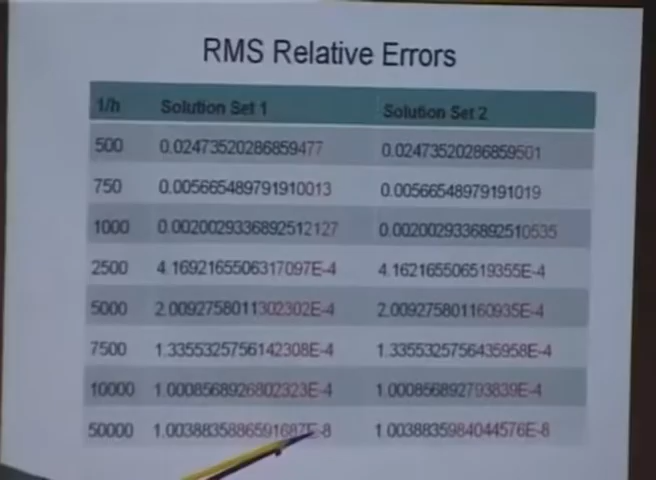 RMS Relative Errors
1/h Solution Set 1 Solution Set 2
500 0.02473520286859477 0.02473520286859501
750 0.005665489791910013 0.00566548979191019
1000 0.0020029336892512127 0.0020029336892510535
2500 4.1692165506317097E-4 4.162165506519355E-4
5000 2.0092758011302302E-4 2.009275801160935E-4
7500 1.3355325756142308E-4 1.3355325756435958E-4
10000 1.0008568926802323E-4 1.000856892793839E-4
50000 1.0038835886591687E-8 1.0038835984044576E-8